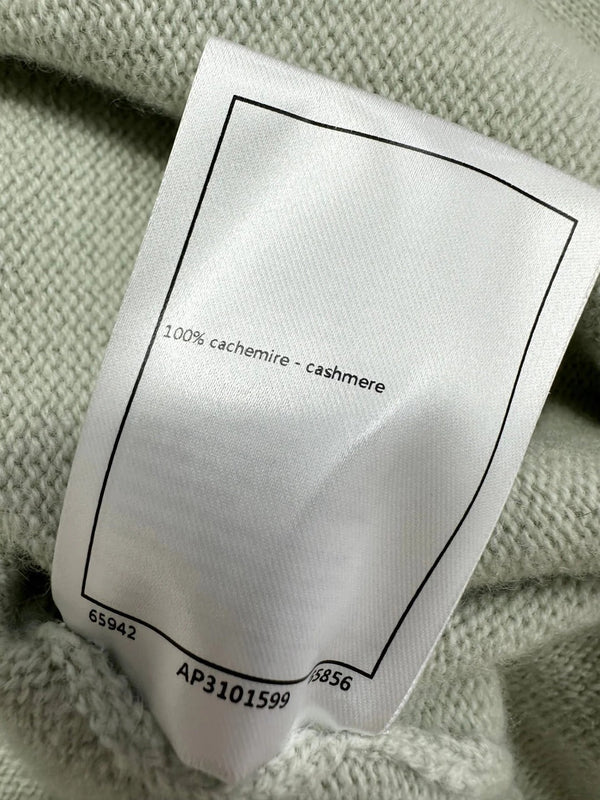 100% cachemire - cashmere
65942
AP3101599